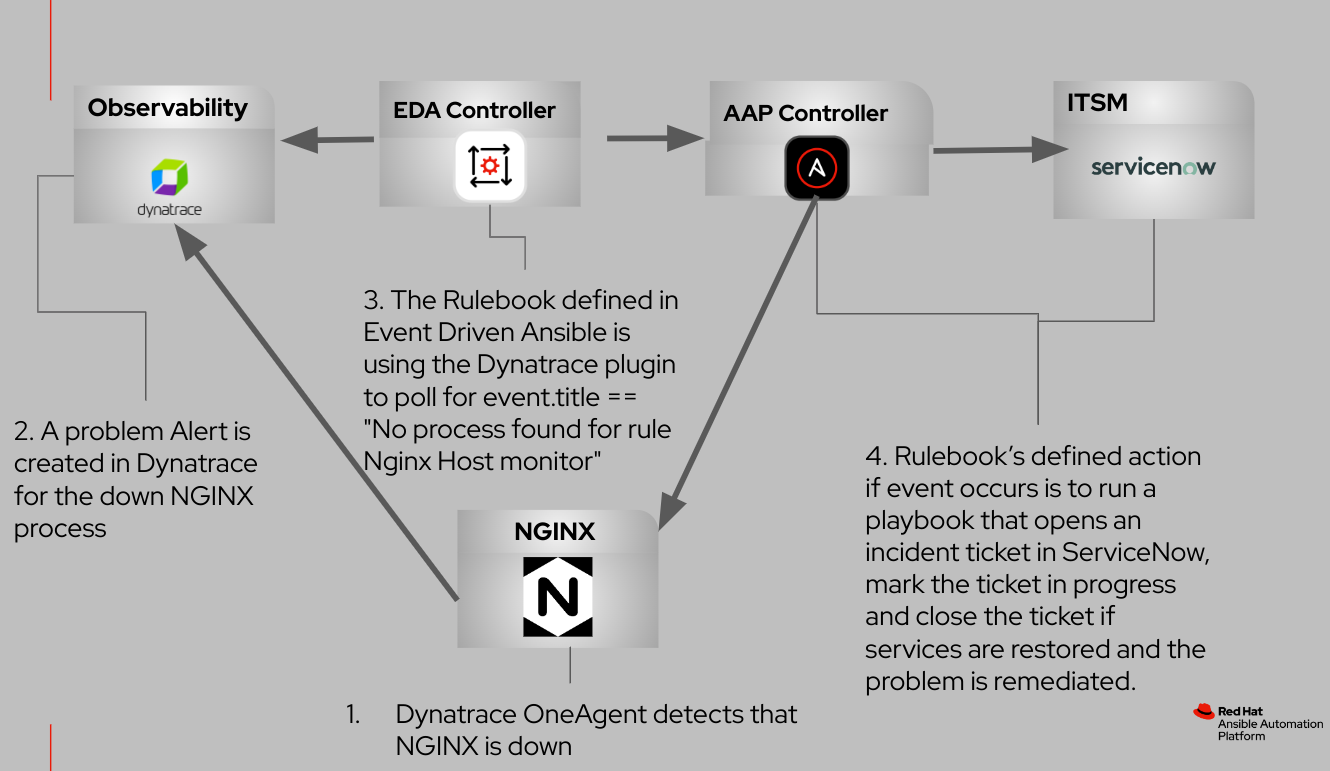 Observability
dynatrace
EDA Controller
AAP Controller
ITSM
servicenow
3. The Rulebook defined in
Event Driven Ansible is
using the Dynatrace plugin
to poll for event.title ==
"No process found for rule
Nginx Host monitor"
2. A problem Alert is
created in Dynatrace
for the down NGINX
process
4. Rulebook’s defined action
if event occurs is to run a
playbook that opens an
incident ticket in ServiceNow,
mark the ticket in progress
and close the ticket if
services are restored and the
problem is remediated.
NGINX
N
1. Dynatrace OneAgent detects that
NGINX is down
Red Hat
Ansible Automation
Platform